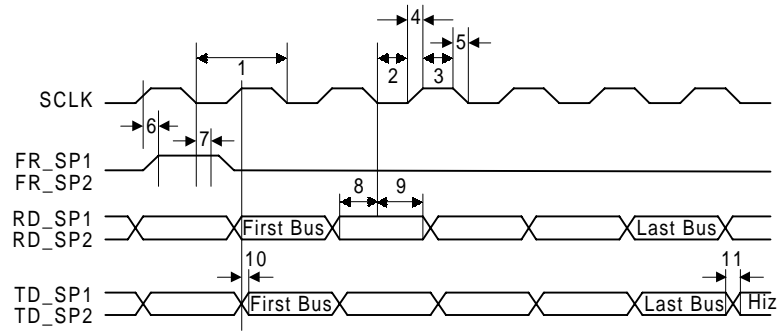 4
5
1
2
3
SCLK
6
7
FR_SP1
FR_SP2
8
9
RD_SP1
RD_SP2
First Bus
Last Bus
10
11
TD_SP1
TD_SP2
First Bus
Last Bus
Hiz